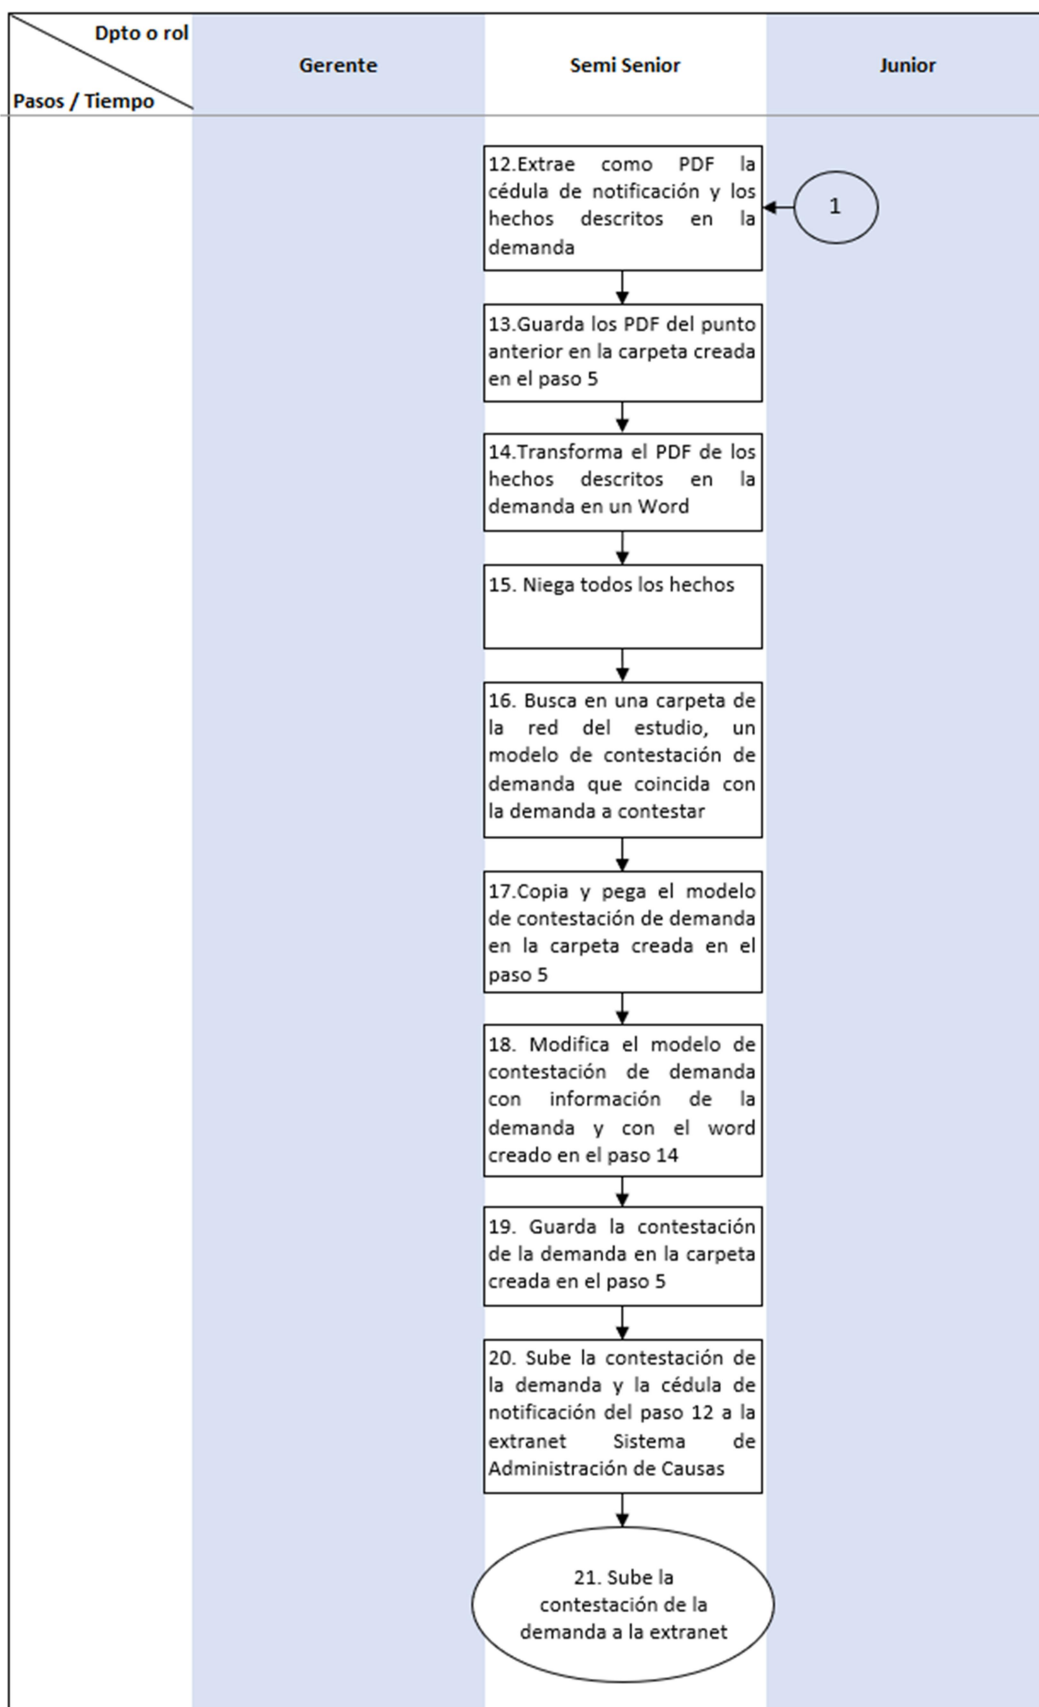 Dpto o rol
Pasos / Tiempo
Gerente
Semi Senior
Junior
12.Extrae como PDF la
cédula de notificación y los
hechos descritos en la
demanda
1
13.Guarda los PDF del punto
anterior en la carpeta creada
en el paso 5
14.Transforma el PDF de los
hechos descritos en la
demanda en un Word
15. Niega todos los hechos
16. Busca en una carpeta de
la red del estudio, un
modelo de contestación de
demanda que coincida con
la demanda a contestar
17.Copia y pega el modelo
de contestación de demanda
en la carpeta creada en el
paso 5
18. Modifica el modelo de
contestación de demanda
con información de la
demanda y con el word
creado en el paso 14
19. Guarda la contestación
de la demanda en la carpeta
creada en el paso 5
20. Sube la contestación de
la demanda y la cédula de
notificación del paso 12 a la
extranet Sistema de
Administración de Causas
21. Sube la
contestación de la
demanda a la extranet